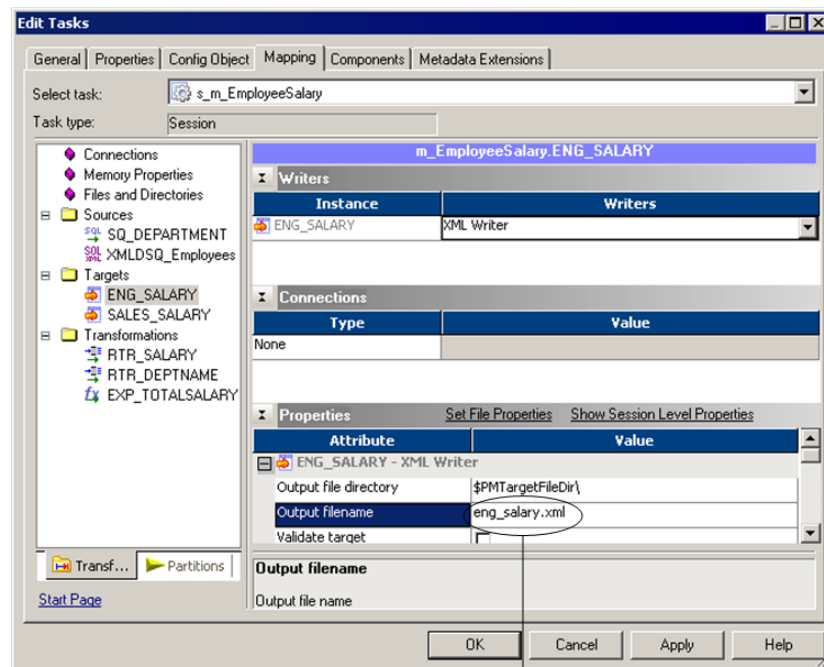 Edit Tasks
General Properties Config Object Mapping Components Metadata Extensions
Select task: s_m_EmployeeSalary
Task type: Session
Connections
Memory Properties
Files and Directories
Sources
SQ_DEPARTMENT
XMLDSQ_Employees
Targets
ENG_SALARY
SALES_SALARY
Transformations
RTR_SALARY
RTR_DEPTNAME
EXP_TOTALSALARY
Transf... Partitions
Start Page
m_EmployeeSalary.ENG_SALARY
Writers
Instance Writers
ENG_SALARY XML Writer
Connections
Type Value
None
Properties Set File Properties Show Session Level Properties
Attribute Value
ENG_SALARY - XML Writer
Output file directory $PMTargetFileDir\
Output filename eng_salary.xml
Validate target
Output filename
Output file name
OK Cancel Apply Help